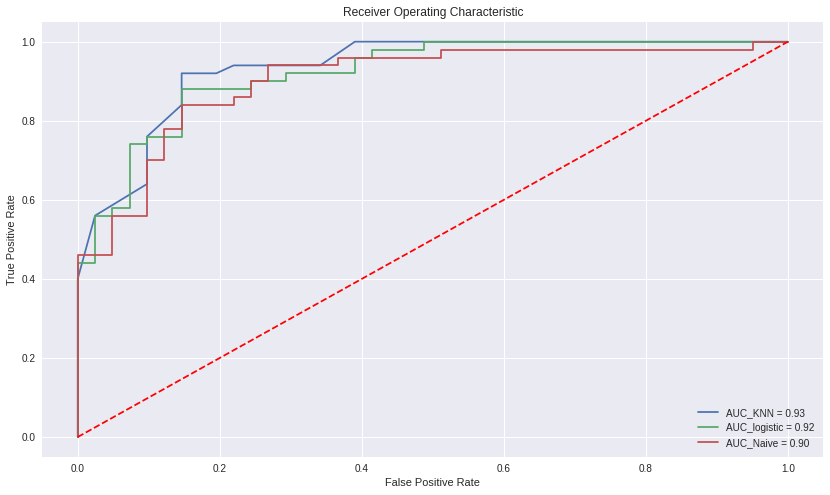 Receiver Operating Characteristic
1.0
0.8
0.6
0.4
0.2
0.0
True Positive Rate
0.0 0.2 0.4 0.6 0.8 1.0
False Positive Rate
AUC_KNN = 0.93
AUC_logistic = 0.92
AUC_Naive = 0.90